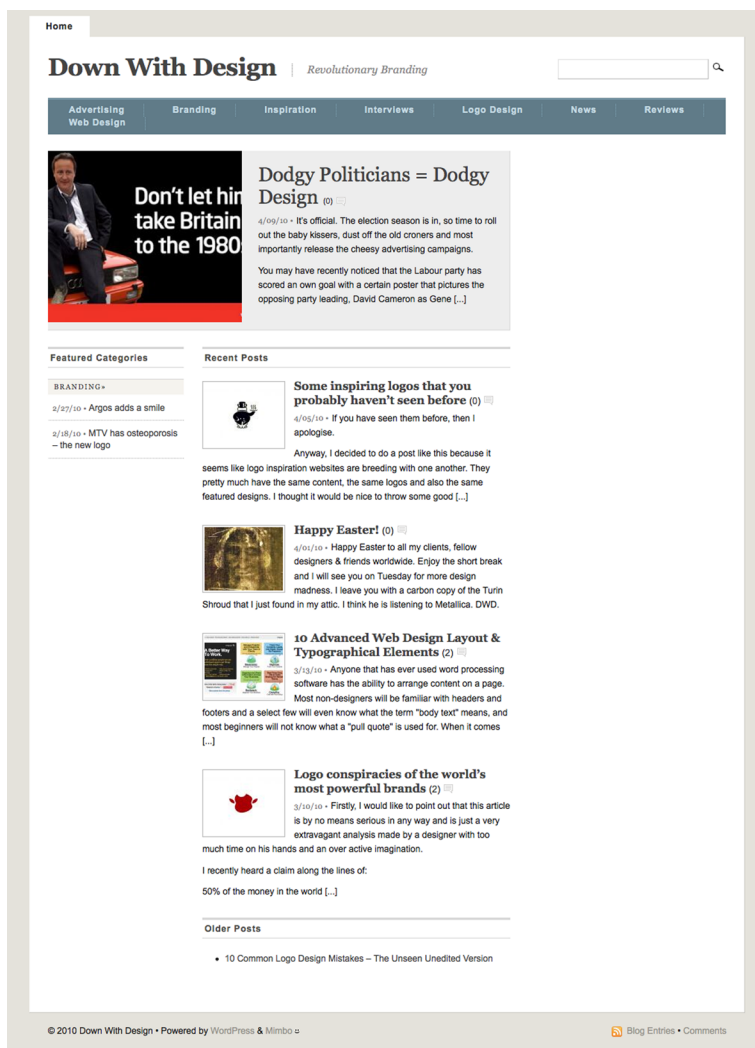 Home
Down With Design
Revolutionary Branding
Advertising Branding Inspiration Interviews Logo Design News Reviews
Web Design
Don't let him
take Britain
to the 1980
Dodgy Politicians = Dodgy
Design (0)
4/09/10 • It's official. The election season is in, so time to roll
out the baby kissers, dust off the old croners and most
importantly release the cheesy advertising campaigns.
You may have recently noticed that the Labour party has
scored an own goal with a certain poster that pictures the
opposing party leading, David Cameron as Gene [...]
Featured Categories
BRANDING»
2/27/10 • Argos adds a smile
2/18/10 • MTV has osteoporosis
– the new logo
Recent Posts
Some inspiring logos that you
probably haven't seen before (0)
4/05/10 • If you have seen them before, then I
apologise.
Anyway, I decided to do a post like this because it
seems like logo inspiration websites are breeding with one another. They
pretty much have the same content, the same logos and also the same
featured designs. I thought it would be nice to throw some good [...]
Happy Easter! (0)
4/01/10 • Happy Easter to all my clients, fellow
designers & friends worldwide. Enjoy the short break
and I will see you on Tuesday for more design
madness. I leave you with a carbon copy of the Turin
Shroud that I just found in my attic. I think he is listening to Metallica. DWD.
A Better Way
To Work.
10 Advanced Web Design Layout &
Typographical Elements (2)
3/13/10 • Anyone that has ever used word processing
software has the ability to arrange content on a page.
Most non-designers will be familiar with headers and
footers and a select few will even know what the term "body text" means, and
most beginners will not know what a "pull quote" is used for. When it comes
[...]
Logo conspiracies of the world's
most powerful brands (2)
3/10/10 • Firstly, I would like to point out that this article
is by no means serious in any way and is just a very
extravagant analysis made by a designer with too
much time on his hands and an over active imagination.
I recently heard a claim along the lines of:
50% of the money in the world [...]
Older Posts
• 10 Common Logo Design Mistakes – The Unseen Unedited Version
© 2010 Down With Design • Powered by WordPress & Mimbo
Blog Entries • Comments